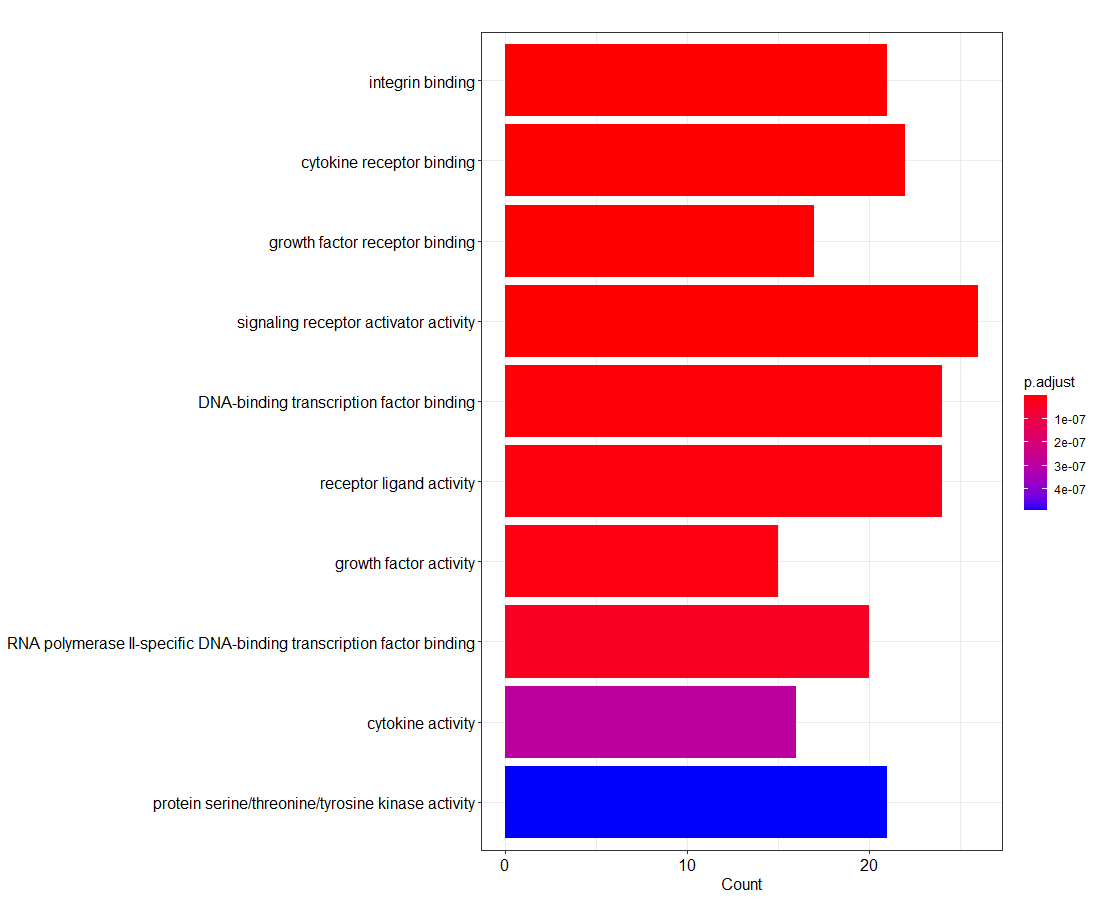 integrin binding
cytokine receptor binding
growth factor receptor binding
signaling receptor activator activity
DNA-binding transcription factor binding
receptor ligand activity
growth factor activity
RNA polymerase II-specific DNA-binding transcription factor binding
cytokine activity
protein serine/threonine/tyrosine kinase activity
0
10
20
Count
p.adjust
1e-07
2e-07
3e-07
4e-07